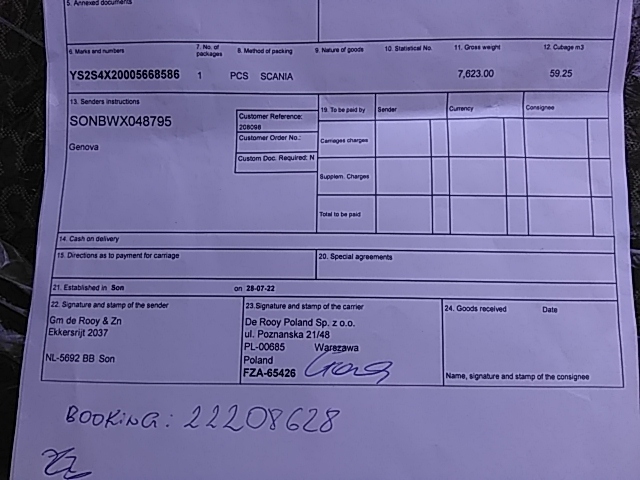 5. Annexed documents
6. Marks and numbers 7. No. of packages 8. Method of packing 9. Nature of goods 10. Statistical No. 11. Gross weight 12. Cubage m3
YS2S4X20005668586 1 PCS SCANIA 7,623.00 59.25
13. Senders instructions
SONBWX048795
Genova
Customer Reference:
208098
Customer Order No.:
Custom Doc. Required: N
19. To be paid by Sender Currency Consignee
Carriages charges
Supplem. Charges
Total to be paid
14. Cash on delivery
15. Directions as to payment for carriage
20. Special agreements
21. Established in Son on 28-07-22
22. Signature and stamp of the sender
Gm de Rooy & Zn
Ekkersrijt 2037
NL-5692 BB Son
23.Signature and stamp of the carrier
De Rooy Poland Sp. z o.o.
ul. Poznanska 21/48
PL-00685 Warszawa
Poland
FZA-65426
24. Goods received Date
Name, signature and stamp of the consignee
BOOKING: 22208628